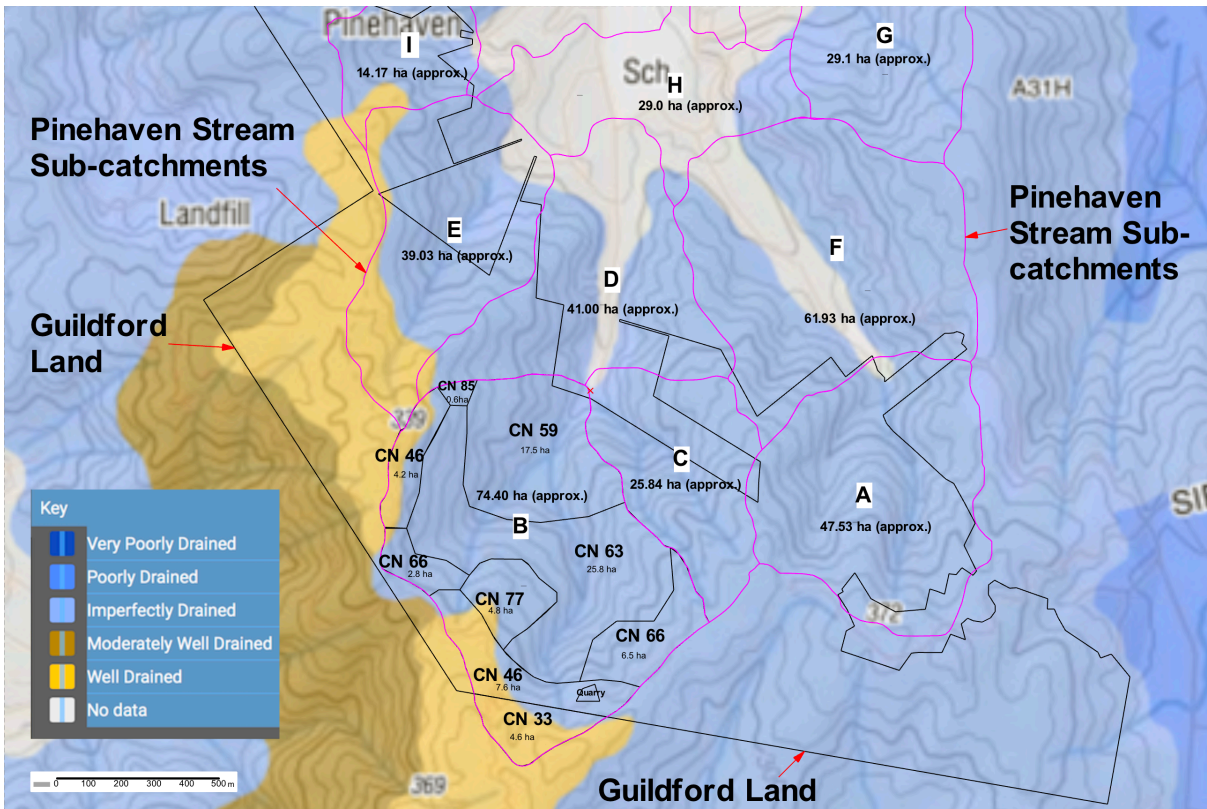 Pinehaven
I
14.17 ha (approx.)
G
29.1 ha (approx.)
Sch
H
29.0 ha (approx.)
A31H
Pinehaven Stream
Sub-catchments
Landfill
Pinehaven
Stream Sub-
catchments
E
39.03 ha (approx.)
F
61.93 ha (approx.)
D
41.00 ha (approx.)
Guildford
Land
CN 85
0.6ha
339
CN 59
17.5 ha
CN 46
4.2 ha
C
25.84 ha (approx.)
74.40 ha (approx.)
B
A
47.53 ha (approx.)
CN 63
25.8 ha
CN 66
2.8 ha
CN 77
4.8 ha
CN 66
6.5 ha
372
CN 46
7.6 ha
Quarry
CN 33
4.6 ha
369
Key
Very Poorly Drained
Poorly Drained
Imperfectly Drained
Moderately Well Drained
Well Drained
No data
0 100 200 300 400 500 m
Guildford Land